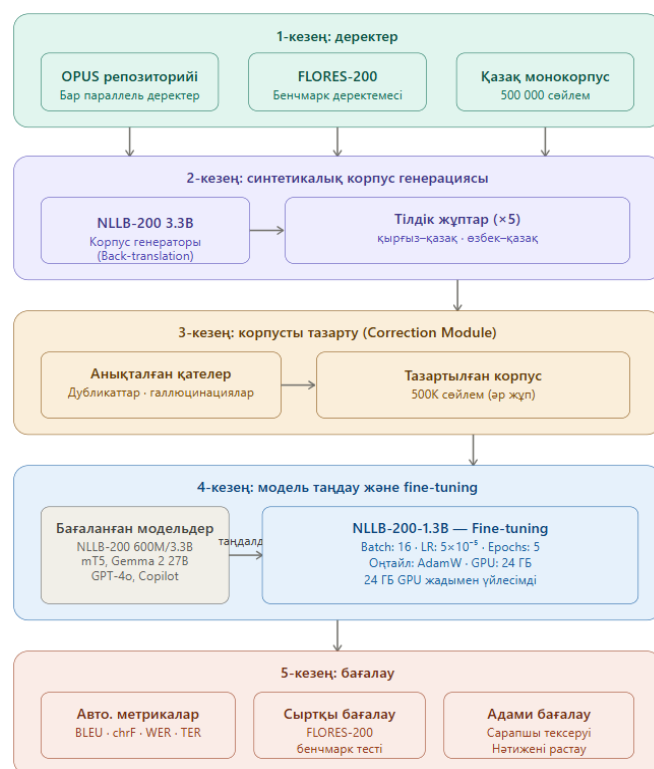 1-кезең: деректер
OPUS репозиторийі
Бар параллель деректер
FLORES-200
Бенчмарк деректемесі
Қазақ монокорпус
500 000 сөйлем
2-кезең: синтетикалық корпус генерациясы
NLLB-200 3.3B
Корпус генераторы
(Back-translation)
Тілдік жұптар (×5)
қырғыз–қазақ · өзбек–қазақ
3-кезең: корпусты тазарту (Correction Module)
Анықталған қателер
Дубликаттар · галлюцинациялар
Тазартылған корпус
500K сөйлем (әр жұп)
4-кезең: модель таңдау және fine-tuning
Бағаланған модельдер
NLLB-200 600M/3.3B
mT5, Gemma 2 27B
GPT-4o, Copilot
таңдалд
NLLB-200-1.3B — Fine-tuning
Batch: 16 · LR: 5×10⁻⁵ · Epochs: 5
Оңтайл: AdamW · GPU: 24 ГБ
24 ГБ GPU жадымен үйлесімді
5-кезең: бағалау
Авто. метрикалар
BLEU · chrF · WER · TER
Сыртқы бағалау
FLORES-200
бенчмарк тесті
Адами бағалау
Сарапшы тексеруі
Нәтижені растау